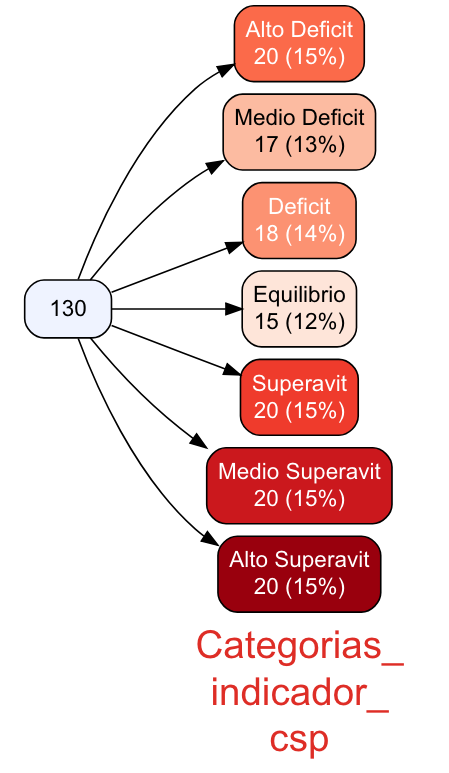 Alto Deficit
20 (15%)
Medio Deficit
17 (13%)
Deficit
18 (14%)
130
Equilibrio
15 (12%)
Superavit
20 (15%)
Medio Superavit
20 (15%)
Alto Superavit
20 (15%)
Categorias_
indicador_
csp